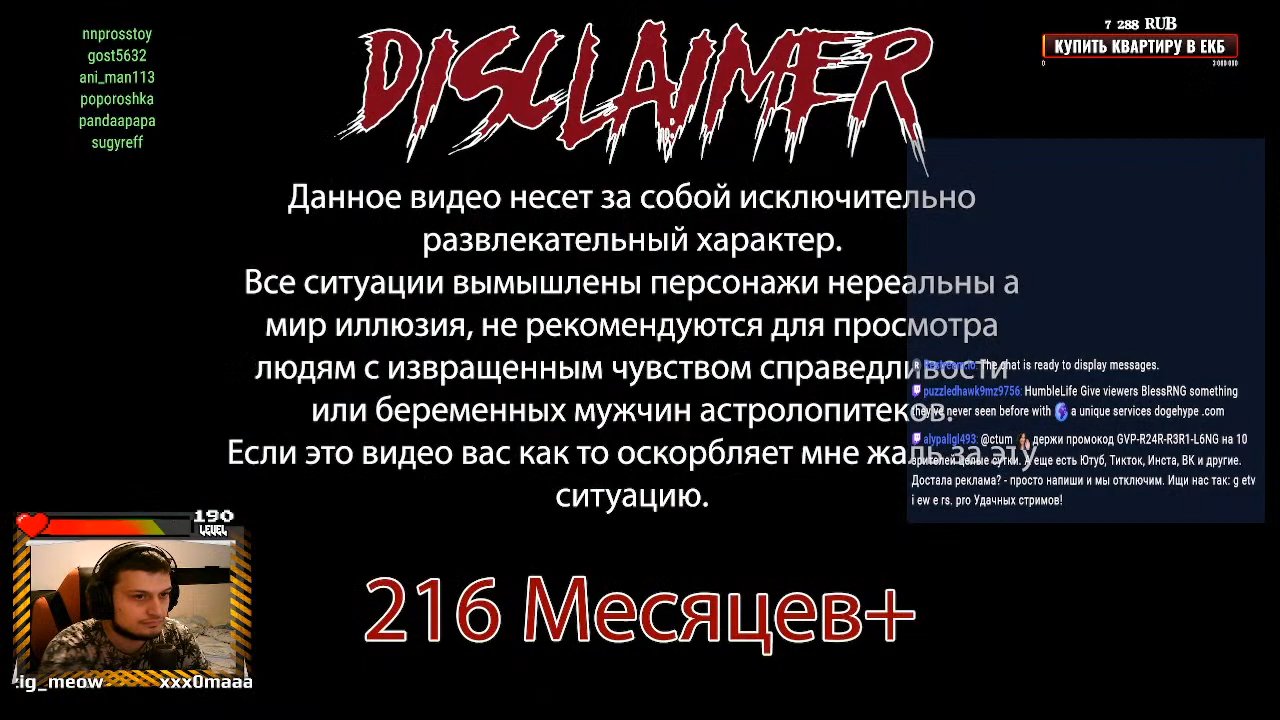 nnprosstoy
gost5632
ani_man113
poporoshka
pandaapapa
sugyreff
DISCLAIMER
7 288 RUB
КУПИТЬ КВАРТИРУ В ЕКБ
0
Данное видео несет за собой исключительно
развлекательный характер.
Все ситуации вымышлены персонажи нереальны а
мир иллюзия, не рекомендуются для просмотра
людям с извращенным чувством справедливости
или беременных мужчин астролопитеков.
Если это видео вас как то оскорбляет мне жаль за эту
ситуацию.
216 Месяцев+
The chat is ready to display messages.
puzzledhawk9mz9756: HumbleLife Give viewers BlessRNG something
they've never seen before with a unique services dogehype .com
alypallgl493: @ctum держи промокод GVP-R24R-R3R1-L6NG на 10
зрителей целые сутки. А еще есть Ютуб, Тикток, Инста, ВК и другие.
Достала реклама? - просто напиши и мы отключим. Ищи нас так: g etv
i ew e rs. pro Удачных стримов!
190
LEVEL
ig_meow xxx0maaa